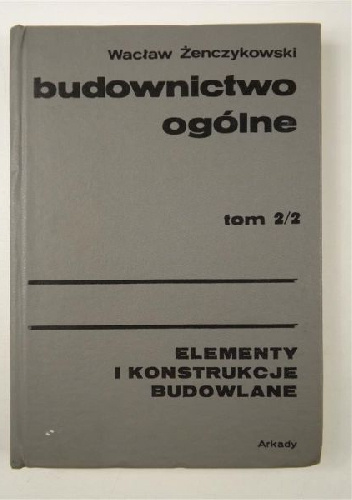 Wacław Żenczykowski
budownictwo
ogólne
tom 2/2
ELEMENTY
I KONSTRUKCJE
BUDOWLANE
Arkady